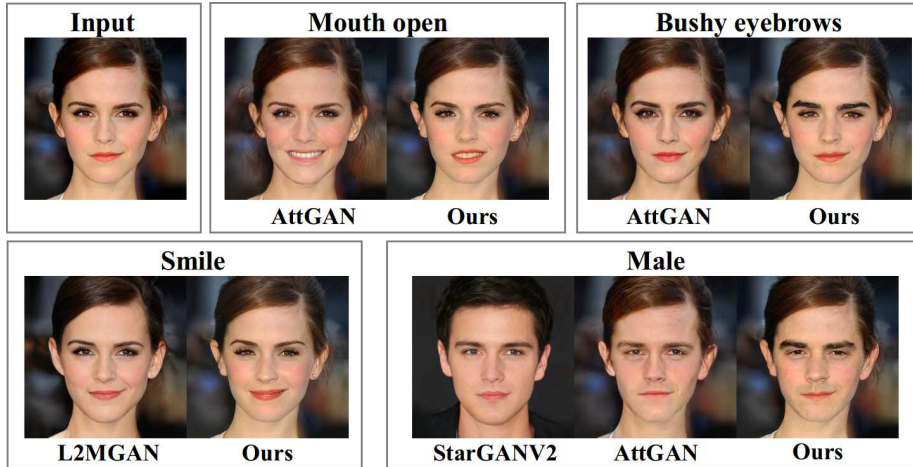 Input
Mouth open
Bushy eyebrows
AttGAN Ours
AttGAN Ours
Smile
Male
L2MGAN Ours
StarGANV2 AttGAN Ours